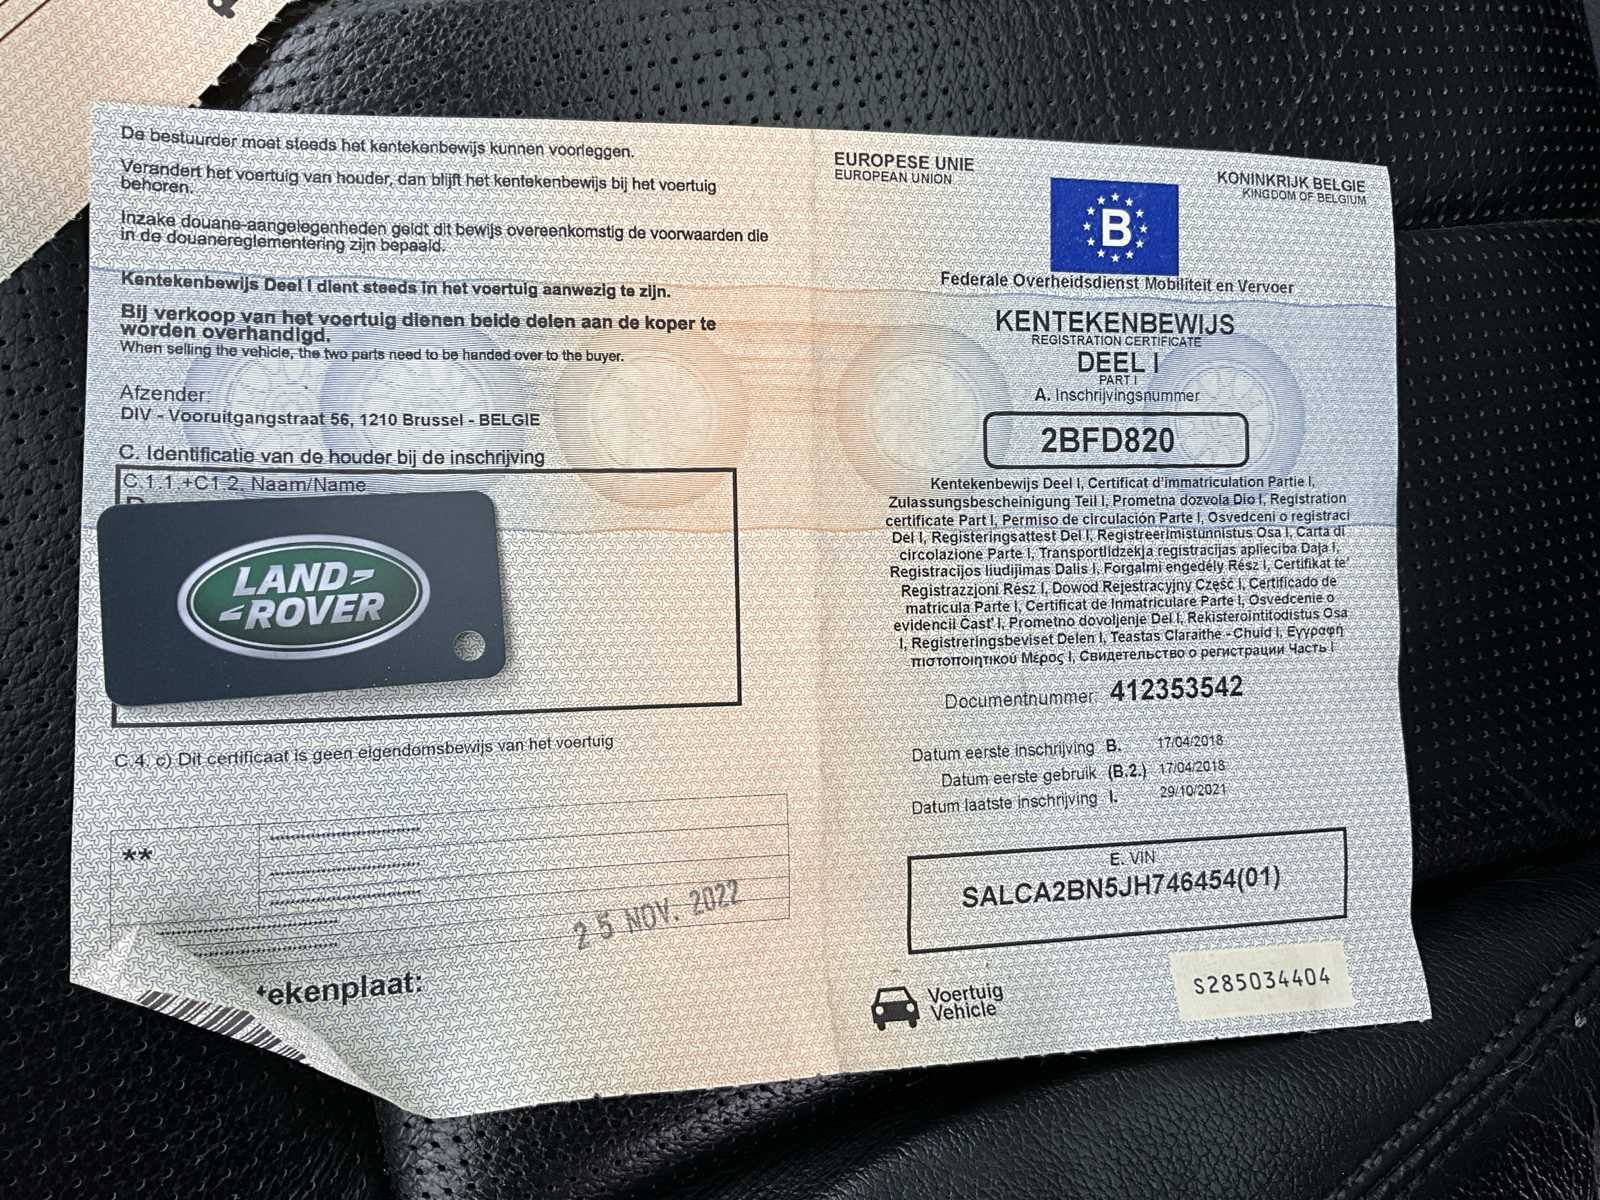 De bestuurder moet steeds het kentekenbewijs kunnen voorleggen.
Verandert het voertuig van houder, dan blijft het kentekenbewijs bij het voertuig
behoren.
Inzake douane-aangelegenheden geldt dit bewijs overeenkomstig de voorwaarden die
in de douanereglementering zijn bepaald.
Kentekenbewijs Deel I dient steeds in het voertuig aanwezig te zijn.
Bij verkoop van het voertuig dienen beide delen aan de koper te
worden overhandigd.
When selling the vehicle, the two parts need to be handed over to the buyer.
Afzender:
DIV - Vooruitgangstraat 56, 1210 Brussel - BELGIE
C. Identificatie van de houder bij de inschrijving
C.1.1.+C1.2. Naam/Name
LAND-
-ROVER
C.4. c) Dit certificaat is geen eigendomsbewijs van het voertuig
**
25 NOV. 2022
tekenplaat:
EUROPESE UNIE
EUROPEAN UNION
KONINKRIJK BELGIE
KINGDOM OF BELGIUM
B
Federale Overheidsdienst Mobiliteit en Vervoer
KENTEKENBEWIJS
REGISTRATION CERTIFICATE
DEEL I
PART I
A. Inschrijvingsnummer
2BFD820
Kentekenbewijs Deel I, Certificat d'immatriculation Partie I,
Zulassungsbescheinigung Teil I, Prometna dozvola Dio I, Registration
certificate Part I, Permiso de circulación Parte I, Osvedceni o registraci
Del I, Registeringsattest Del I, Registreerimistunnistus Osa I, Carta di
circolazione Parte I, Transportlidzekja registracijas aplieciba Daja I,
Registracijos liudijimas Dalis I, Forgalmi engedély Rész I, Certifikat te'
Registrazzjoni Rész I, Dowod Rejestracyjny Część I, Certificado de
matricula Parte I, Certificat de Inmatriculare Parte I, Osvedcenie o
evidencii Čast' I, Prometno dovoljenje Del I, Rekisterointitodistus Osa
I, Registreringsbeviset Delen I, Teastas Claraithe - Chuid I, Εγγραφή
πιστοποιητικού Μέρος I, Свидетельство о регистрации Часть I
Documentnummer: 412353542
Datum eerste inschrijving B. 17/04/2018
Datum eerste gebruik (B.2.) 17/04/2018
Datum laatste inschrijving I. 29/10/2021
E. VIN
SALCA2BN5JH746454(01)
Voertuig
Vehicle
S285034404